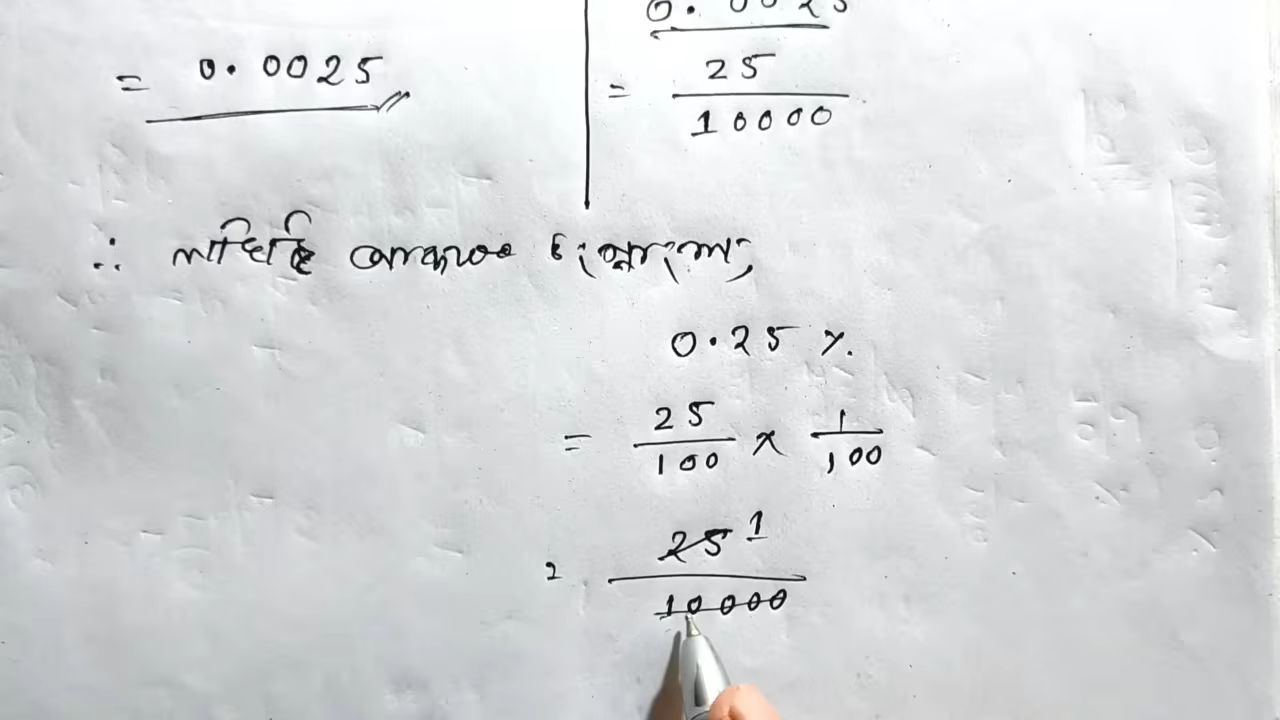 0.0025
= 0.0025
= 25/10000
∴
0.25 %
= 25/100 × 1/100
= 25 1/10000